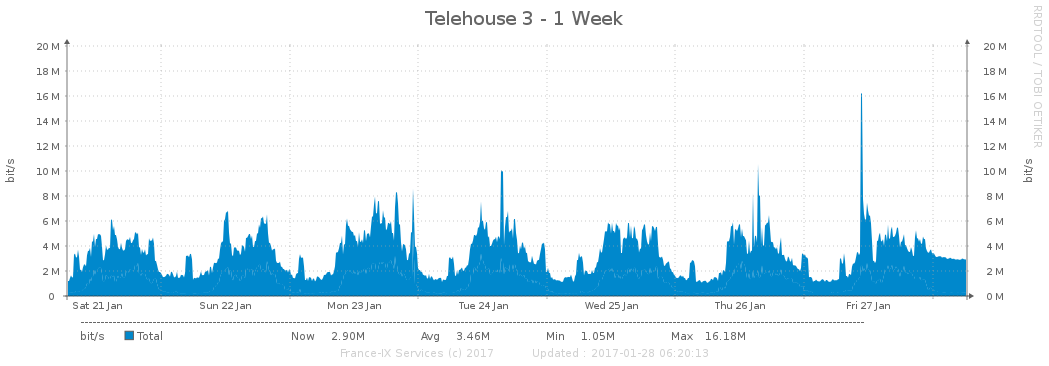 Telehouse 3 - 1 Week
RRDTOOL / TOBI OETIKER
20 M 20 M
18 M 18 M
16 M 16 M
14 M 14 M
12 M 12 M
10 M 10 M
8 M 8 M
6 M 6 M
4 M 4 M
2 M 2 M
0 0 M
bit/s bit/s
Sat 21 Jan Sun 22 Jan Mon 23 Jan Tue 24 Jan Wed 25 Jan Thu 26 Jan Fri 27 Jan
bit/s Total Now 2.90M Avg 3.46M Min 1.05M Max 16.18M
France-IX Services (c) 2017 Updated : 2017-01-28 06:20:13